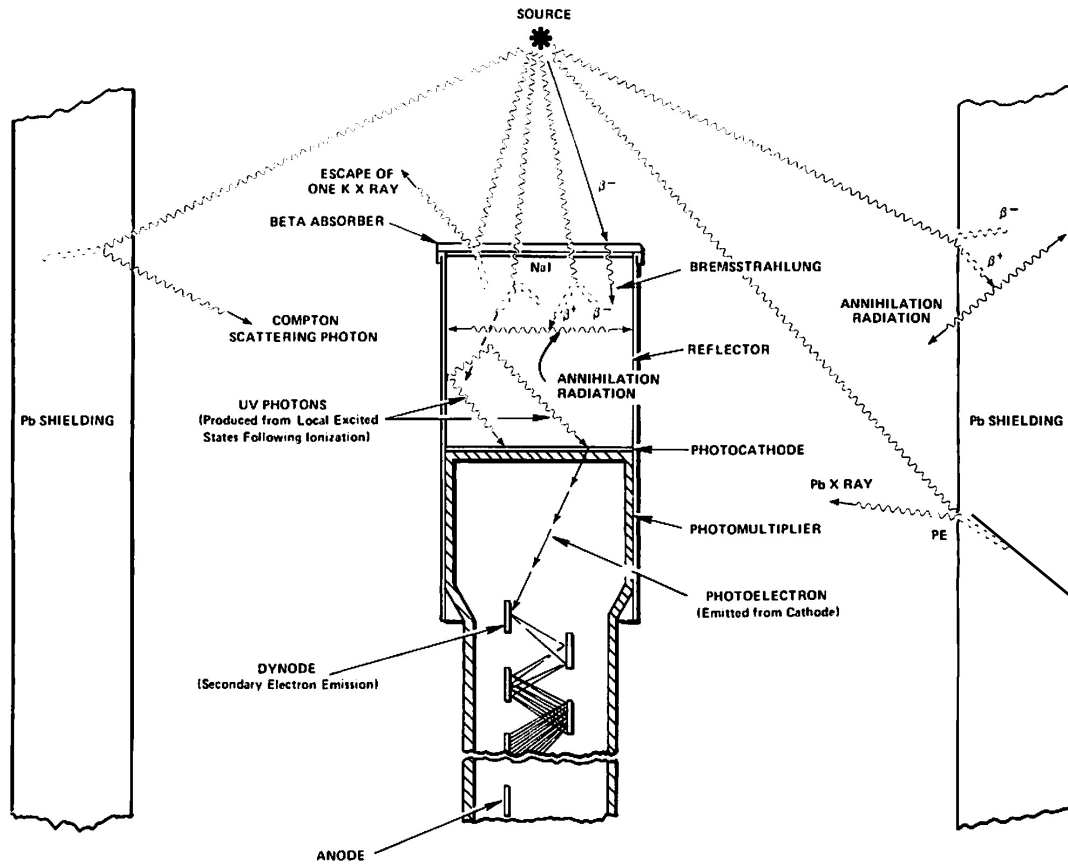 SOURCE
ESCAPE OF
ONE K X RAY
BETA ABSORBER
β−
NaI
BREMSSTRAHLUNG
β+
β−
β−
β+
COMPTON
SCATTERING PHOTON
ANNIHILATION
RADIATION
REFLECTOR
ANNIHILATION
RADIATION
UV PHOTONS
(Produced from Local Excited
States Following Ionization)
Pb SHIELDING
Pb SHIELDING
PHOTOCATHODE
Pb X RAY
PE
PHOTOMULTIPLIER
PHOTOELECTRON
(Emitted from Cathode)
DYNODE
(Secondary Electron Emission)
ANODE